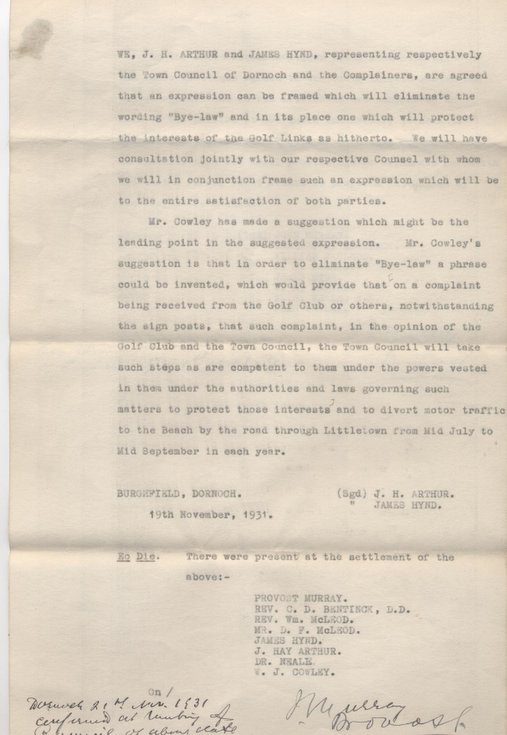 WE, J. H. ARTHUR and JAMES HYND, representing respectively
the Town Council of Dornoch and the Complainers, are agreed
that an expression can be framed which will eliminate the
wording "Bye-law" and in its place one which will protect
the interests of the Golf Links as hitherto. We will have
consultation jointly with our respective Counsel with whom
we will in conjunction frame such an expression which will be
to the entire satisfaction of both parties.
Mr. Cowley has made a suggestion which might be the
leading point in the suggested expression. Mr. Cowley's
suggestion is that in order to eliminate "Bye-law" a phrase
could be invented, which would provide that on a complaint
being received from the Golf Club or others, notwithstanding
the sign posts, that such complaint, in the opinion of the
Golf Club and the Town Council, the Town Council will take
such steps as are competent to them under the powers vested
in them under the authorities and laws governing such
matters to protect those interests and to divert motor traffic
to the Beach by the road through Littletown from Mid July to
Mid September in each year.
BURGHFIELD, DORNOCH. (Sgd) J. H. ARTHUR.
" JAMES HYND.
19th November, 1931.
Eo Die. There were present at the settlement of the
above:-
PROVOST MURRAY.
REV. C. D. BENTINCK, D.D.
REV. Wm. McLEOD.
MR. D. F. McLEOD.
JAMES HYND.
J. HAY ARTHUR.
DR. NEALE.
W. J. COWLEY.
On/
Dornoch 21st Nov. 1931
confirmed at meeting of
Council of above date
J Murray
Provost